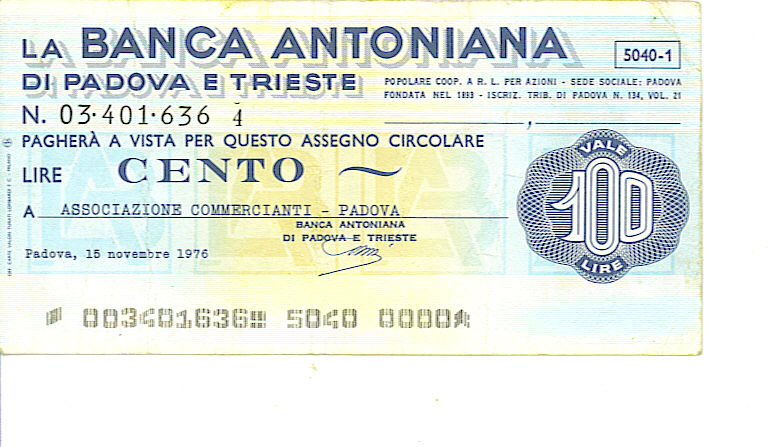 LA BANCA ANTONIANA
DI PADOVA E TRIESTE
5040-1
POPOLARE COOP. A R. L. PER AZIONI - SEDE SOCIALE: PADOVA
FONDATA NEL 1893 - ISCRIZ. TRIB. DI PADOVA N. 134, VOL. 21
N. 03·401·636 4
PAGHERÀ A VISTA PER QUESTO ASSEGNO CIRCOLARE
LIRE CENTO ~
VALE
100
LIRE
A ASSOCIAZIONE COMMERCIANTI - PADOVA
BANCA ANTONIANA
DI PADOVA E TRIESTE
Padova, 15 novembre 1976
003401636 5040 0000